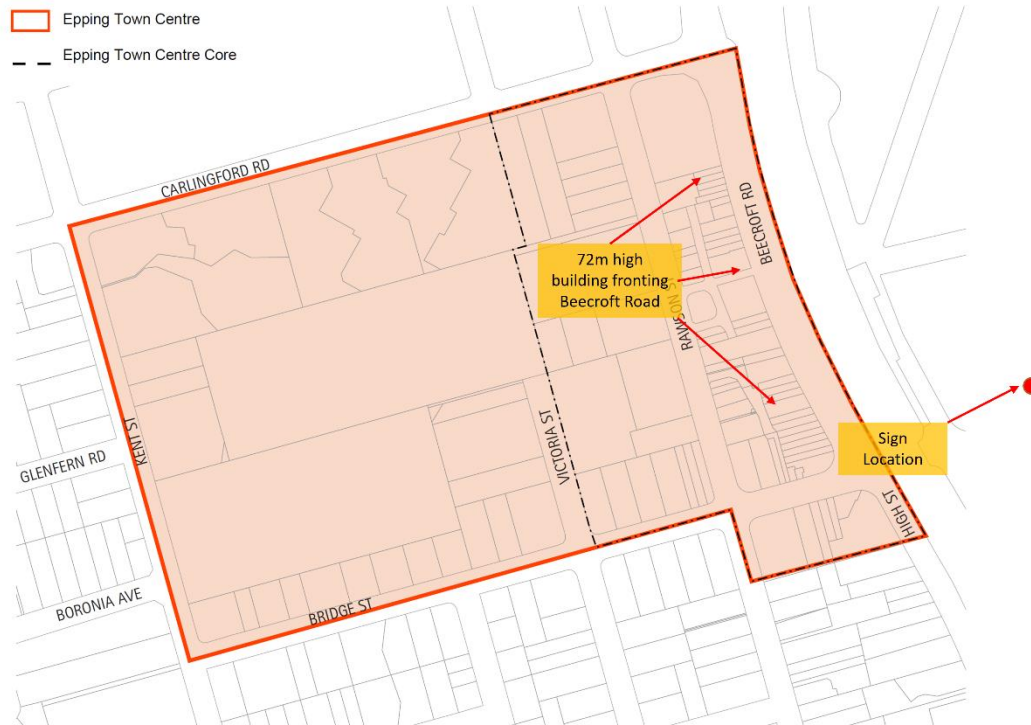 Epping Town Centre
Epping Town Centre Core
CARLINGFORD RD
BEECROFT RD
72m high
building fronting
Beecroft Road
RAWSON S
KENT ST
VICTORIA ST
Sign
Location
GLENFERN RD
HIGH ST
BORONIA AVE
BRIDGE ST